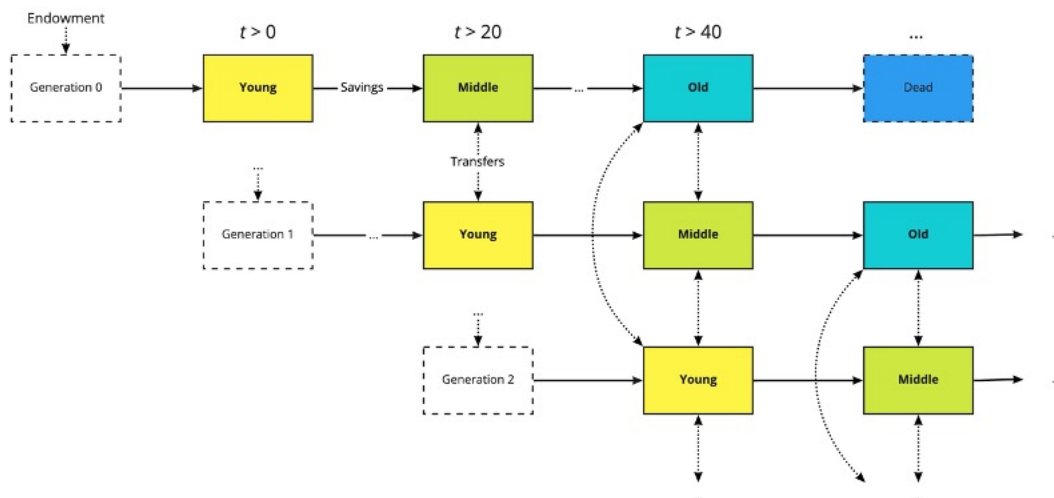 Endowment
t > 0
t > 20
t > 40
...
Generation 0
Young
Savings
Middle
...
Old
Dead
Transfers
...
Generation 1
...
Young
Middle
Old
...
Generation 2
Young
Middle